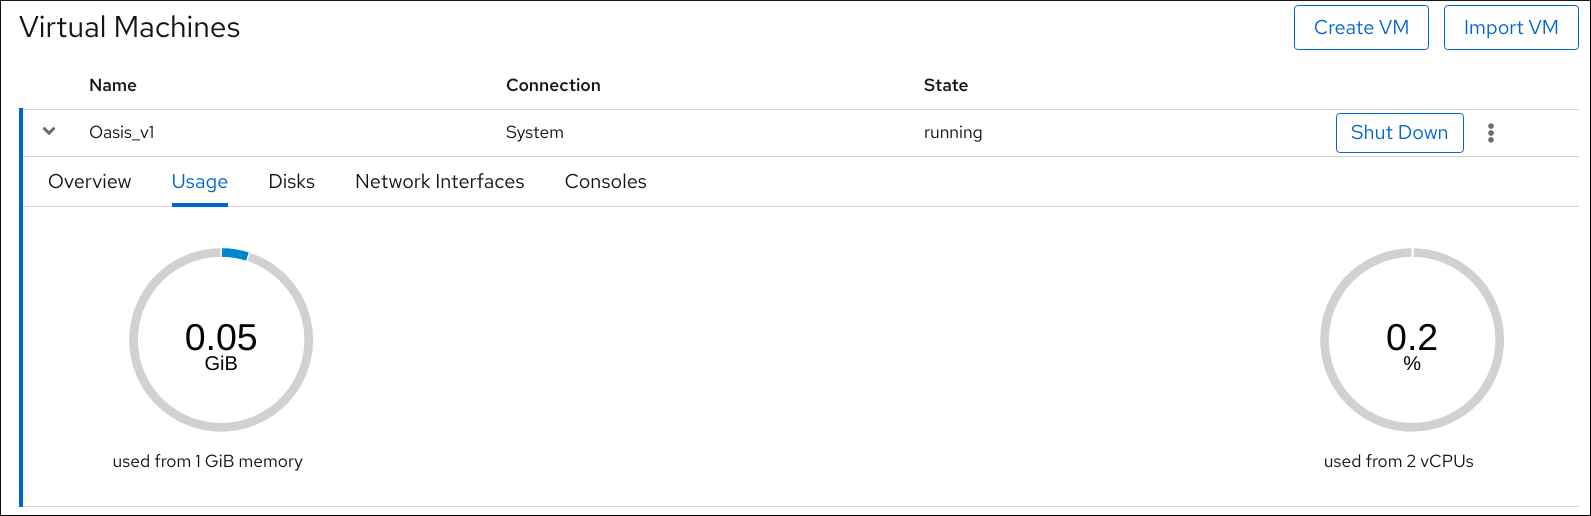 Virtual Machines Create VM Import VM
Name Connection State
Oasis_v1 System running Shut Down
Overview Usage Disks Network Interfaces Consoles
0.05 0.2
GiB %
used from 1 GiB memory used from 2 vCPUs